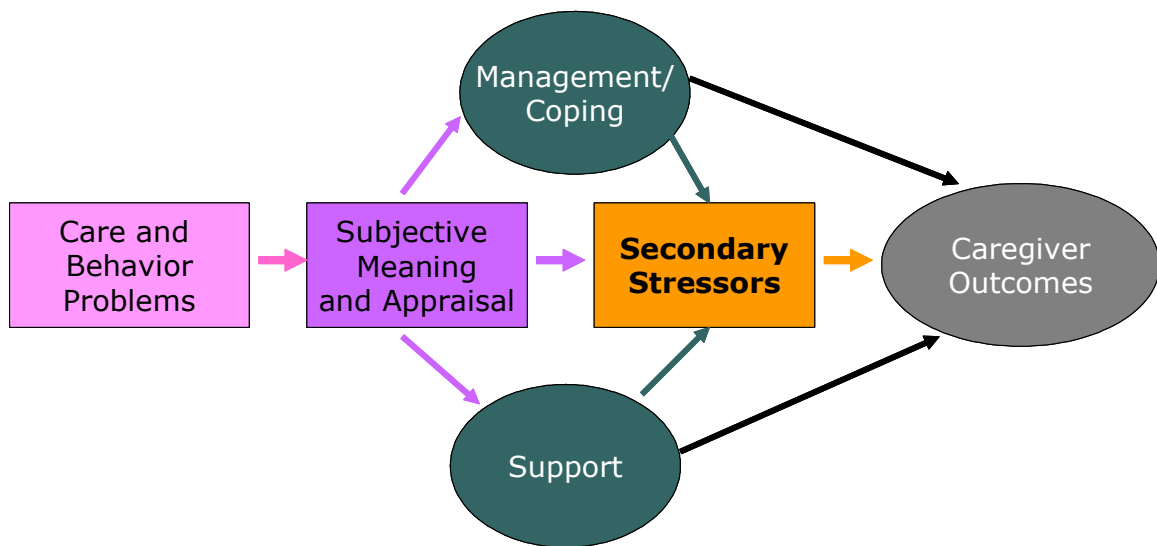 Management/
Coping
Care and
Behavior
Problems
Subjective
Meaning
and Appraisal
Secondary
Stressors
Caregiver
Outcomes
Support